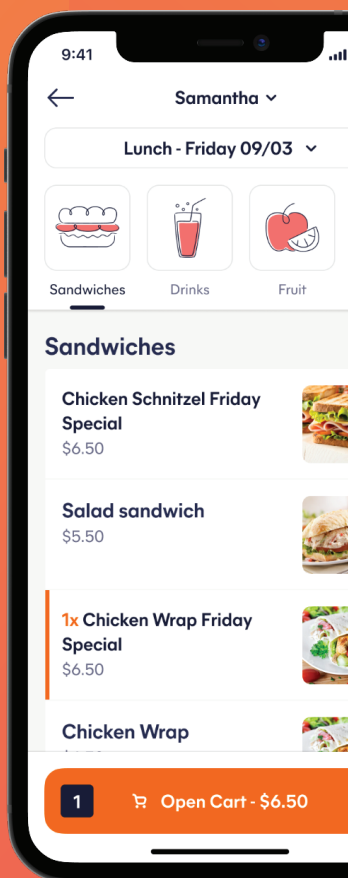 9:41
Samantha
Lunch - Friday 09/03
Sandwiches
Drinks
Fruit
Sandwiches
Chicken Schnitzel Friday
Special
$6.50
Salad sandwich
$5.50
1x Chicken Wrap Friday
Special
$6.50
Chicken Wrap
1
Open Cart - $6.50